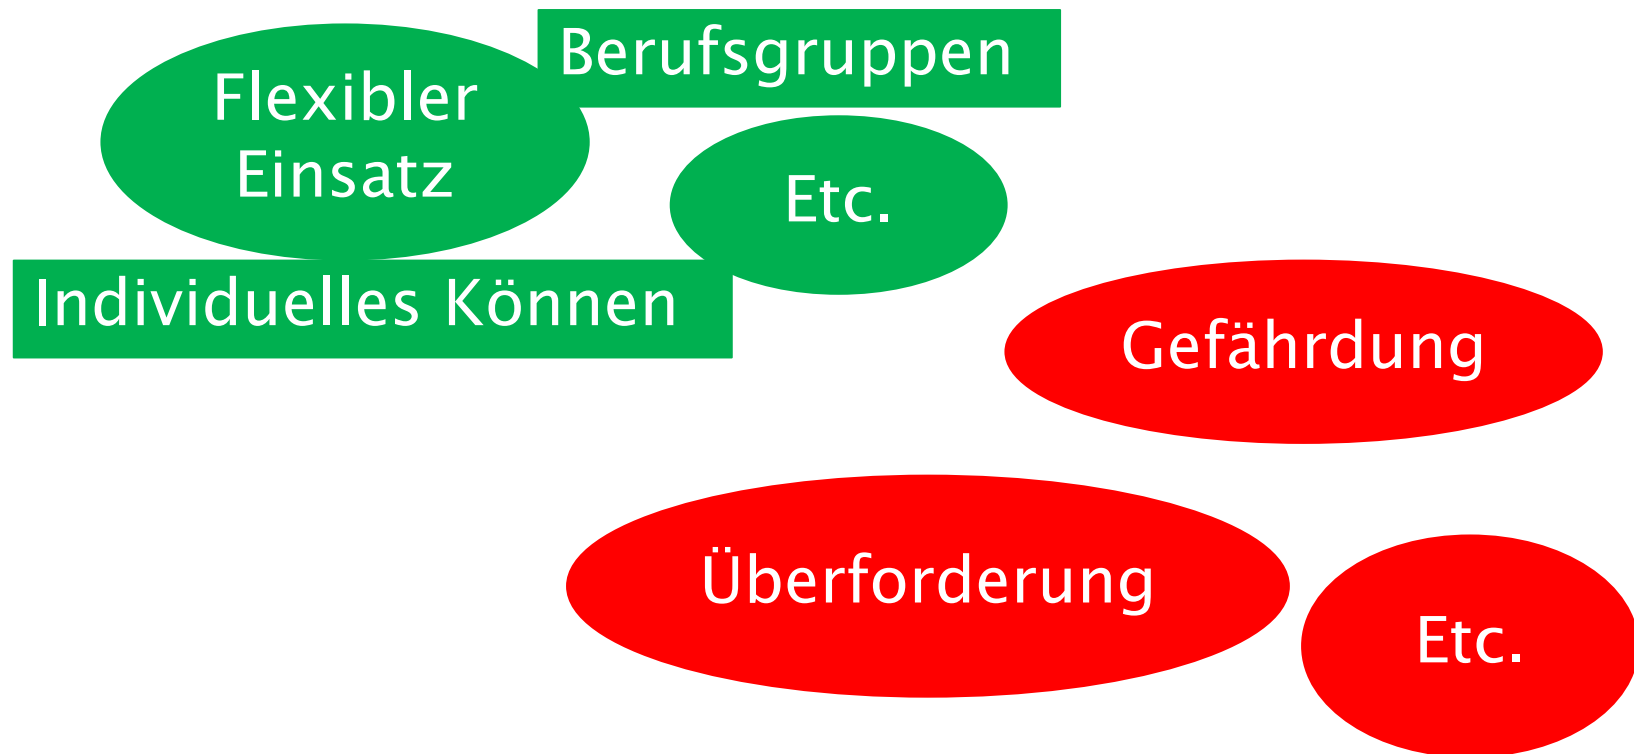 Berufsgruppen
Flexibler
Einsatz
Etc.
Individuelles Können
Gefährdung
Überforderung
Etc.